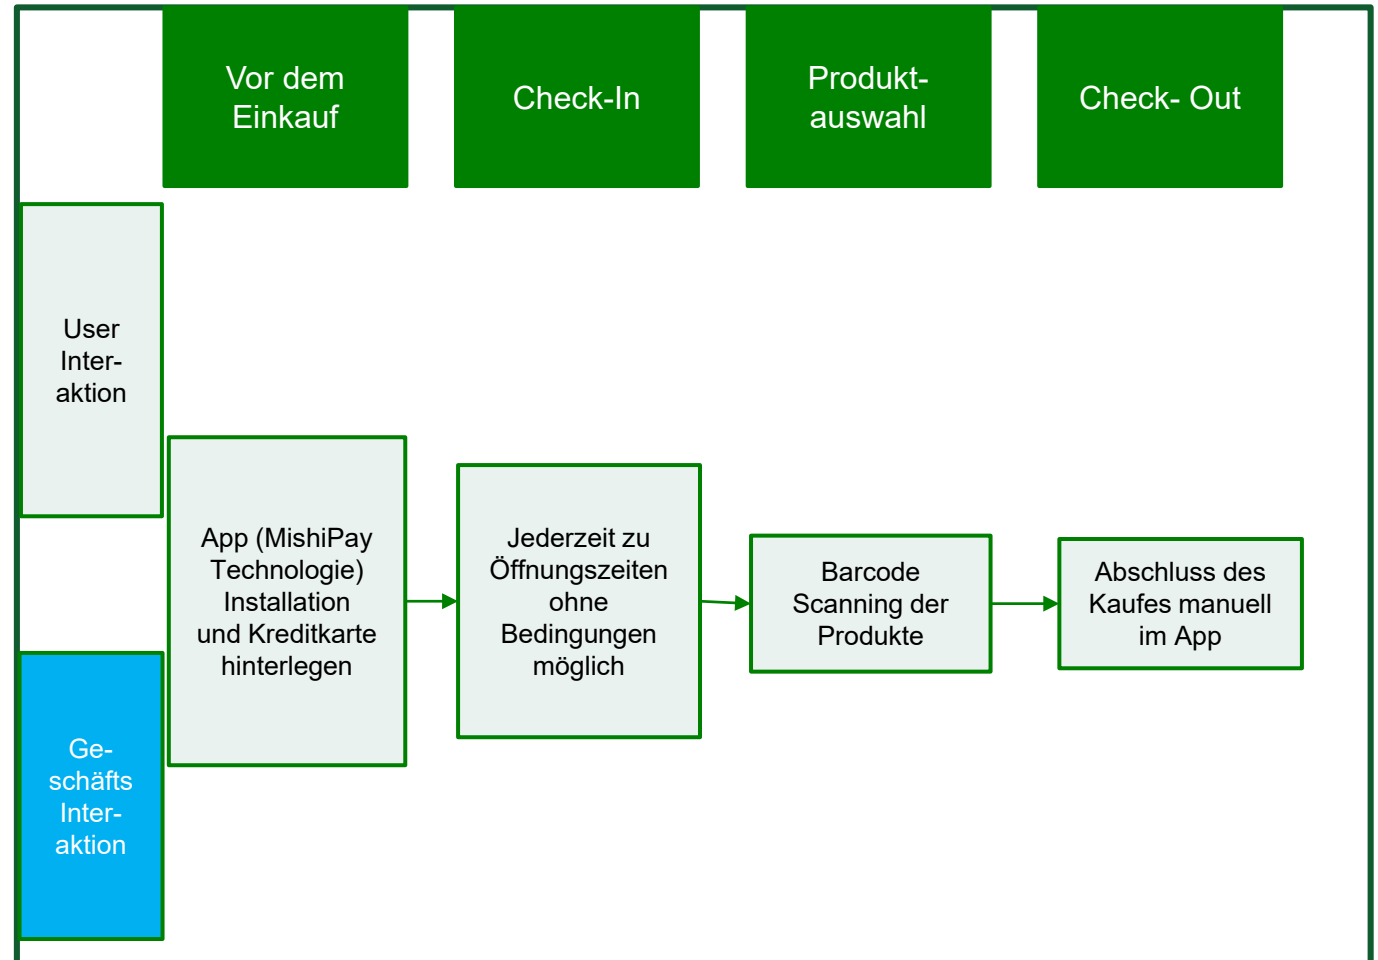 Vor dem
Einkauf
Check-In
Produkt-
auswahl
Check- Out
User
Inter-
aktion
App (MishiPay
Technologie)
Installation
und Kreditkarte
hinterlegen
Jederzeit zu
Öffnungszeiten
ohne
Bedingungen
möglich
Barcode
Scanning der
Produkte
Abschluss des
Kaufes manuell
im App
Ge-
schäfts
Inter-
aktion